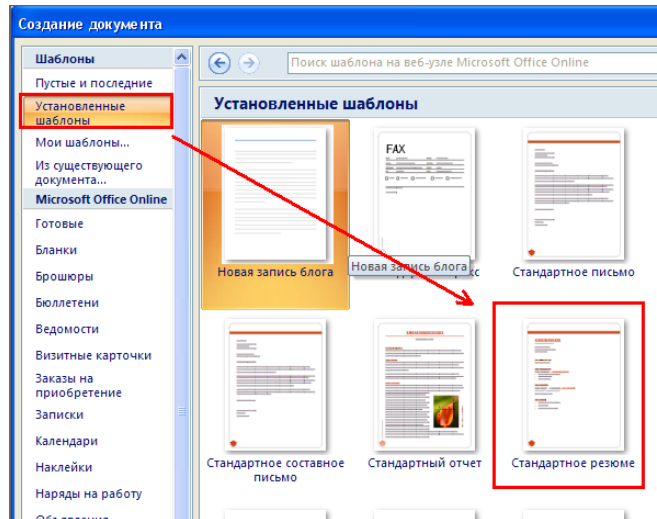 Создание документа
Шаблоны
Пустые и последние
Установленные
шаблоны
Мои шаблоны...
Из существующего
документа...
Microsoft Office Online
Готовые
Бланки
Брошюры
Бюллетени
Ведомости
Визитные карточки
Заказы на
приобретение
Записки
Календари
Наклейки
Наряды на работу
Поиск шаблона на веб-узле Microsoft Office Online
Установленные шаблоны
FAX
Новая запись блога
Новая запись блога
Стандартное письмо
Стандартное составное
письмо
Стандартный отчет
Стандартное резюме